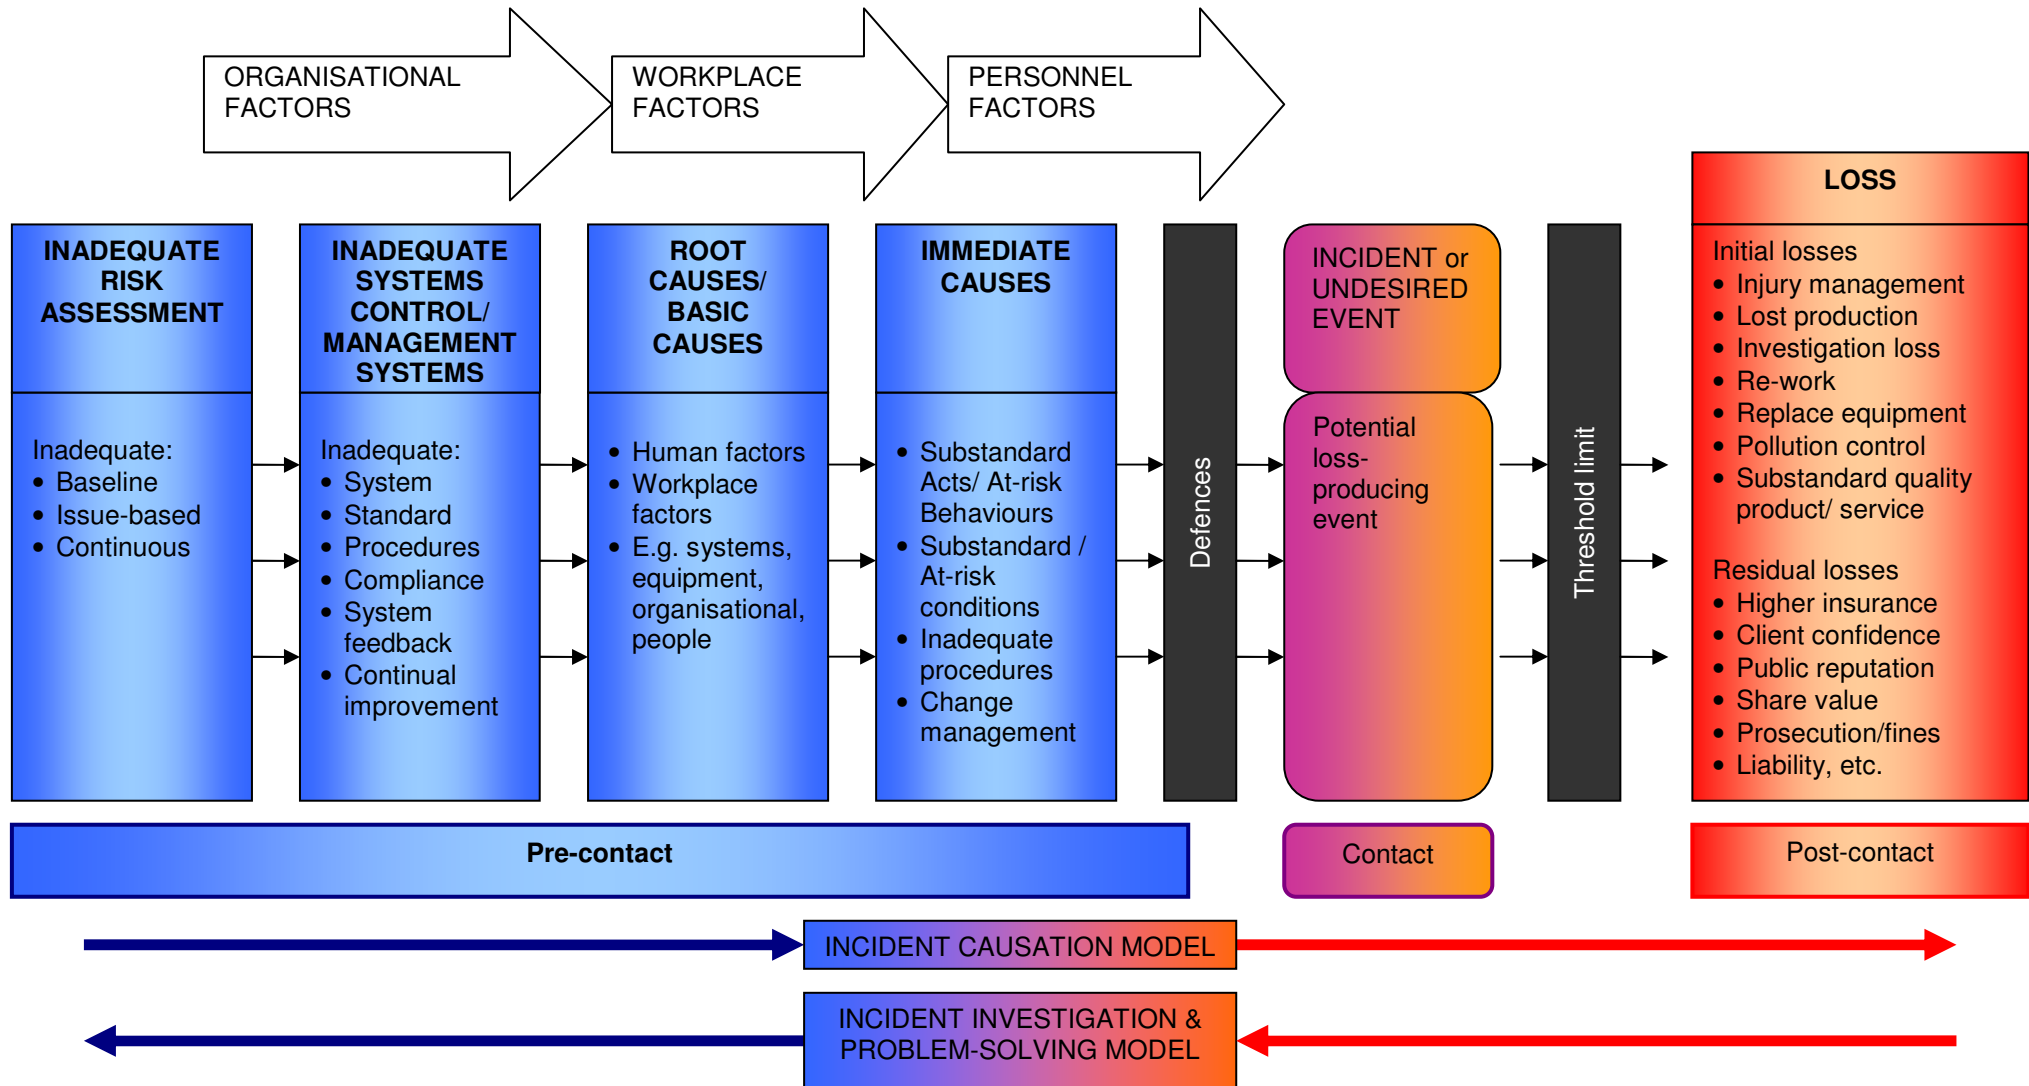 ORGANISATIONAL
FACTORS
WORKPLACE
FACTORS
PERSONNEL
FACTORS
INADEQUATE
RISK
ASSESSMENT
Inadequate:
• Baseline
• Issue-based
• Continuous
INADEQUATE
SYSTEMS
CONTROL/
MANAGEMENT
SYSTEMS
Inadequate:
• System
• Standard
• Procedures
• Compliance
• System
feedback
• Continual
improvement
ROOT
CAUSES/
BASIC
CAUSES
• Human factors
• Workplace
factors
• E.g. systems,
equipment,
organisational,
people
IMMEDIATE
CAUSES
• Substandard
Acts/ At-risk
Behaviours
• Substandard /
At-risk
conditions
• Inadequate
procedures
• Change
management
Defences
INCIDENT or
UNDESIRED
EVENT
Potential
loss-
producing
event
Threshold limit
LOSS
Initial losses
• Injury management
• Lost production
• Investigation loss
• Re-work
• Replace equipment
• Pollution control
• Substandard quality
product/ service
Residual losses
• Higher insurance
• Client confidence
• Public reputation
• Share value
• Prosecution/fines
• Liability, etc.
Pre-contact
Contact
Post-contact
INCIDENT CAUSATION MODEL
INCIDENT INVESTIGATION &
PROBLEM-SOLVING MODEL